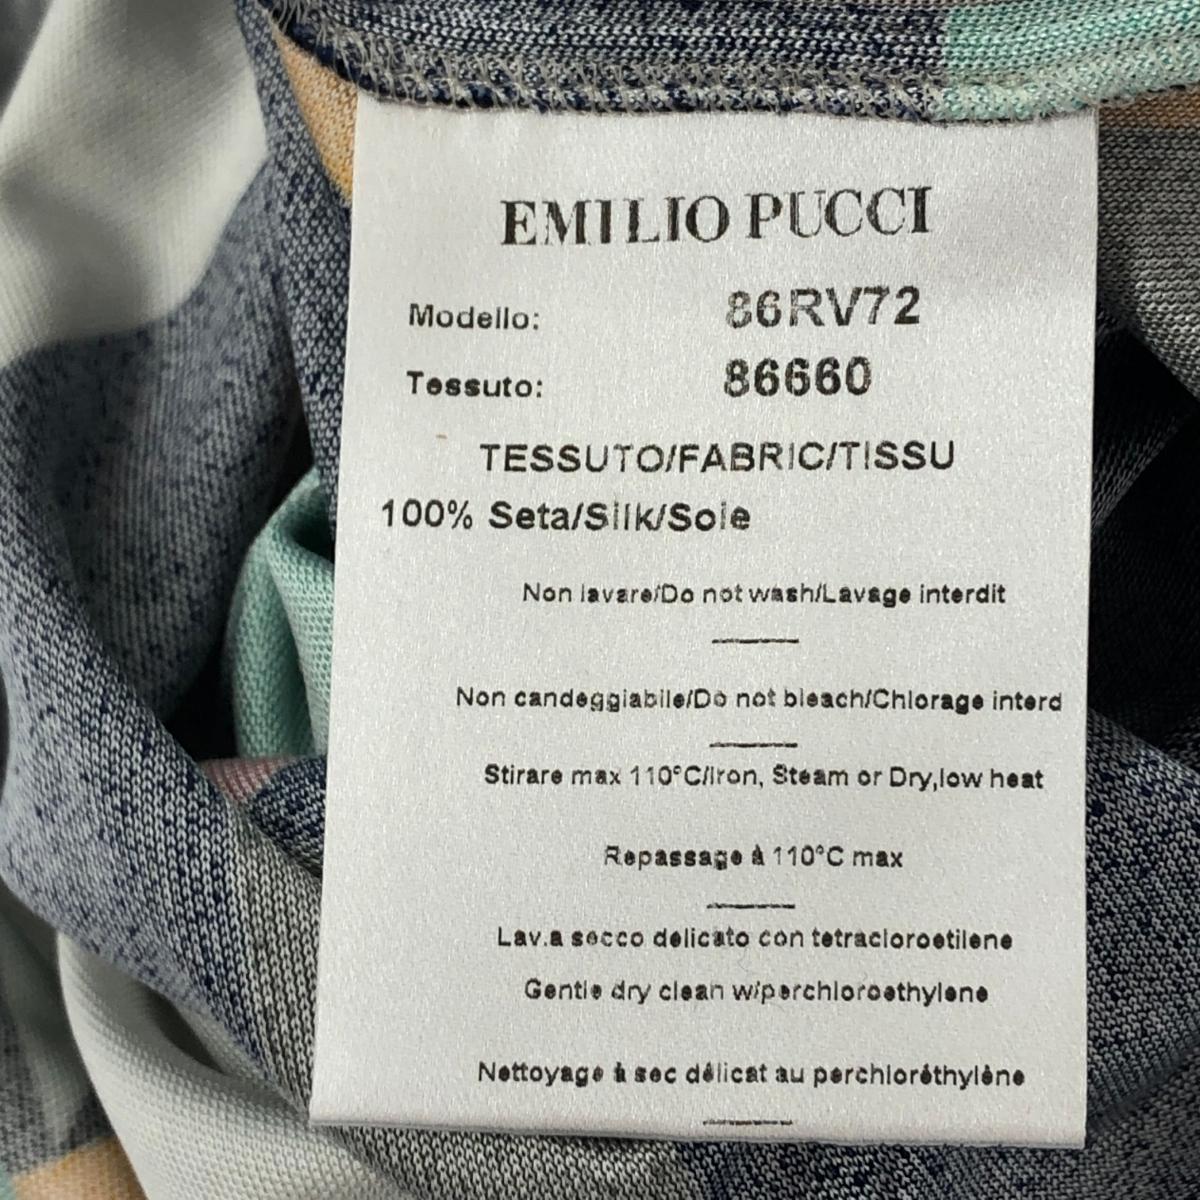 EMILIO PUCCI
Modello: 86RV72
Tessuto: 86660
TESSUTO/FABRIC/TISSU
100% Seta/Silk/Soie
Non lavare/Do not wash/Lavage interdit
Non candeggiabile/Do not bleach/Chlorage interd
Stirare max 110°C/Iron, Steam or Dry,low heat
Repassage à 110°C max
Lav.a secco delicato con tetracloroetilene
Gentle dry clean w/perchloroethylene
Nettoyage à sec délicat au perchloréthylène